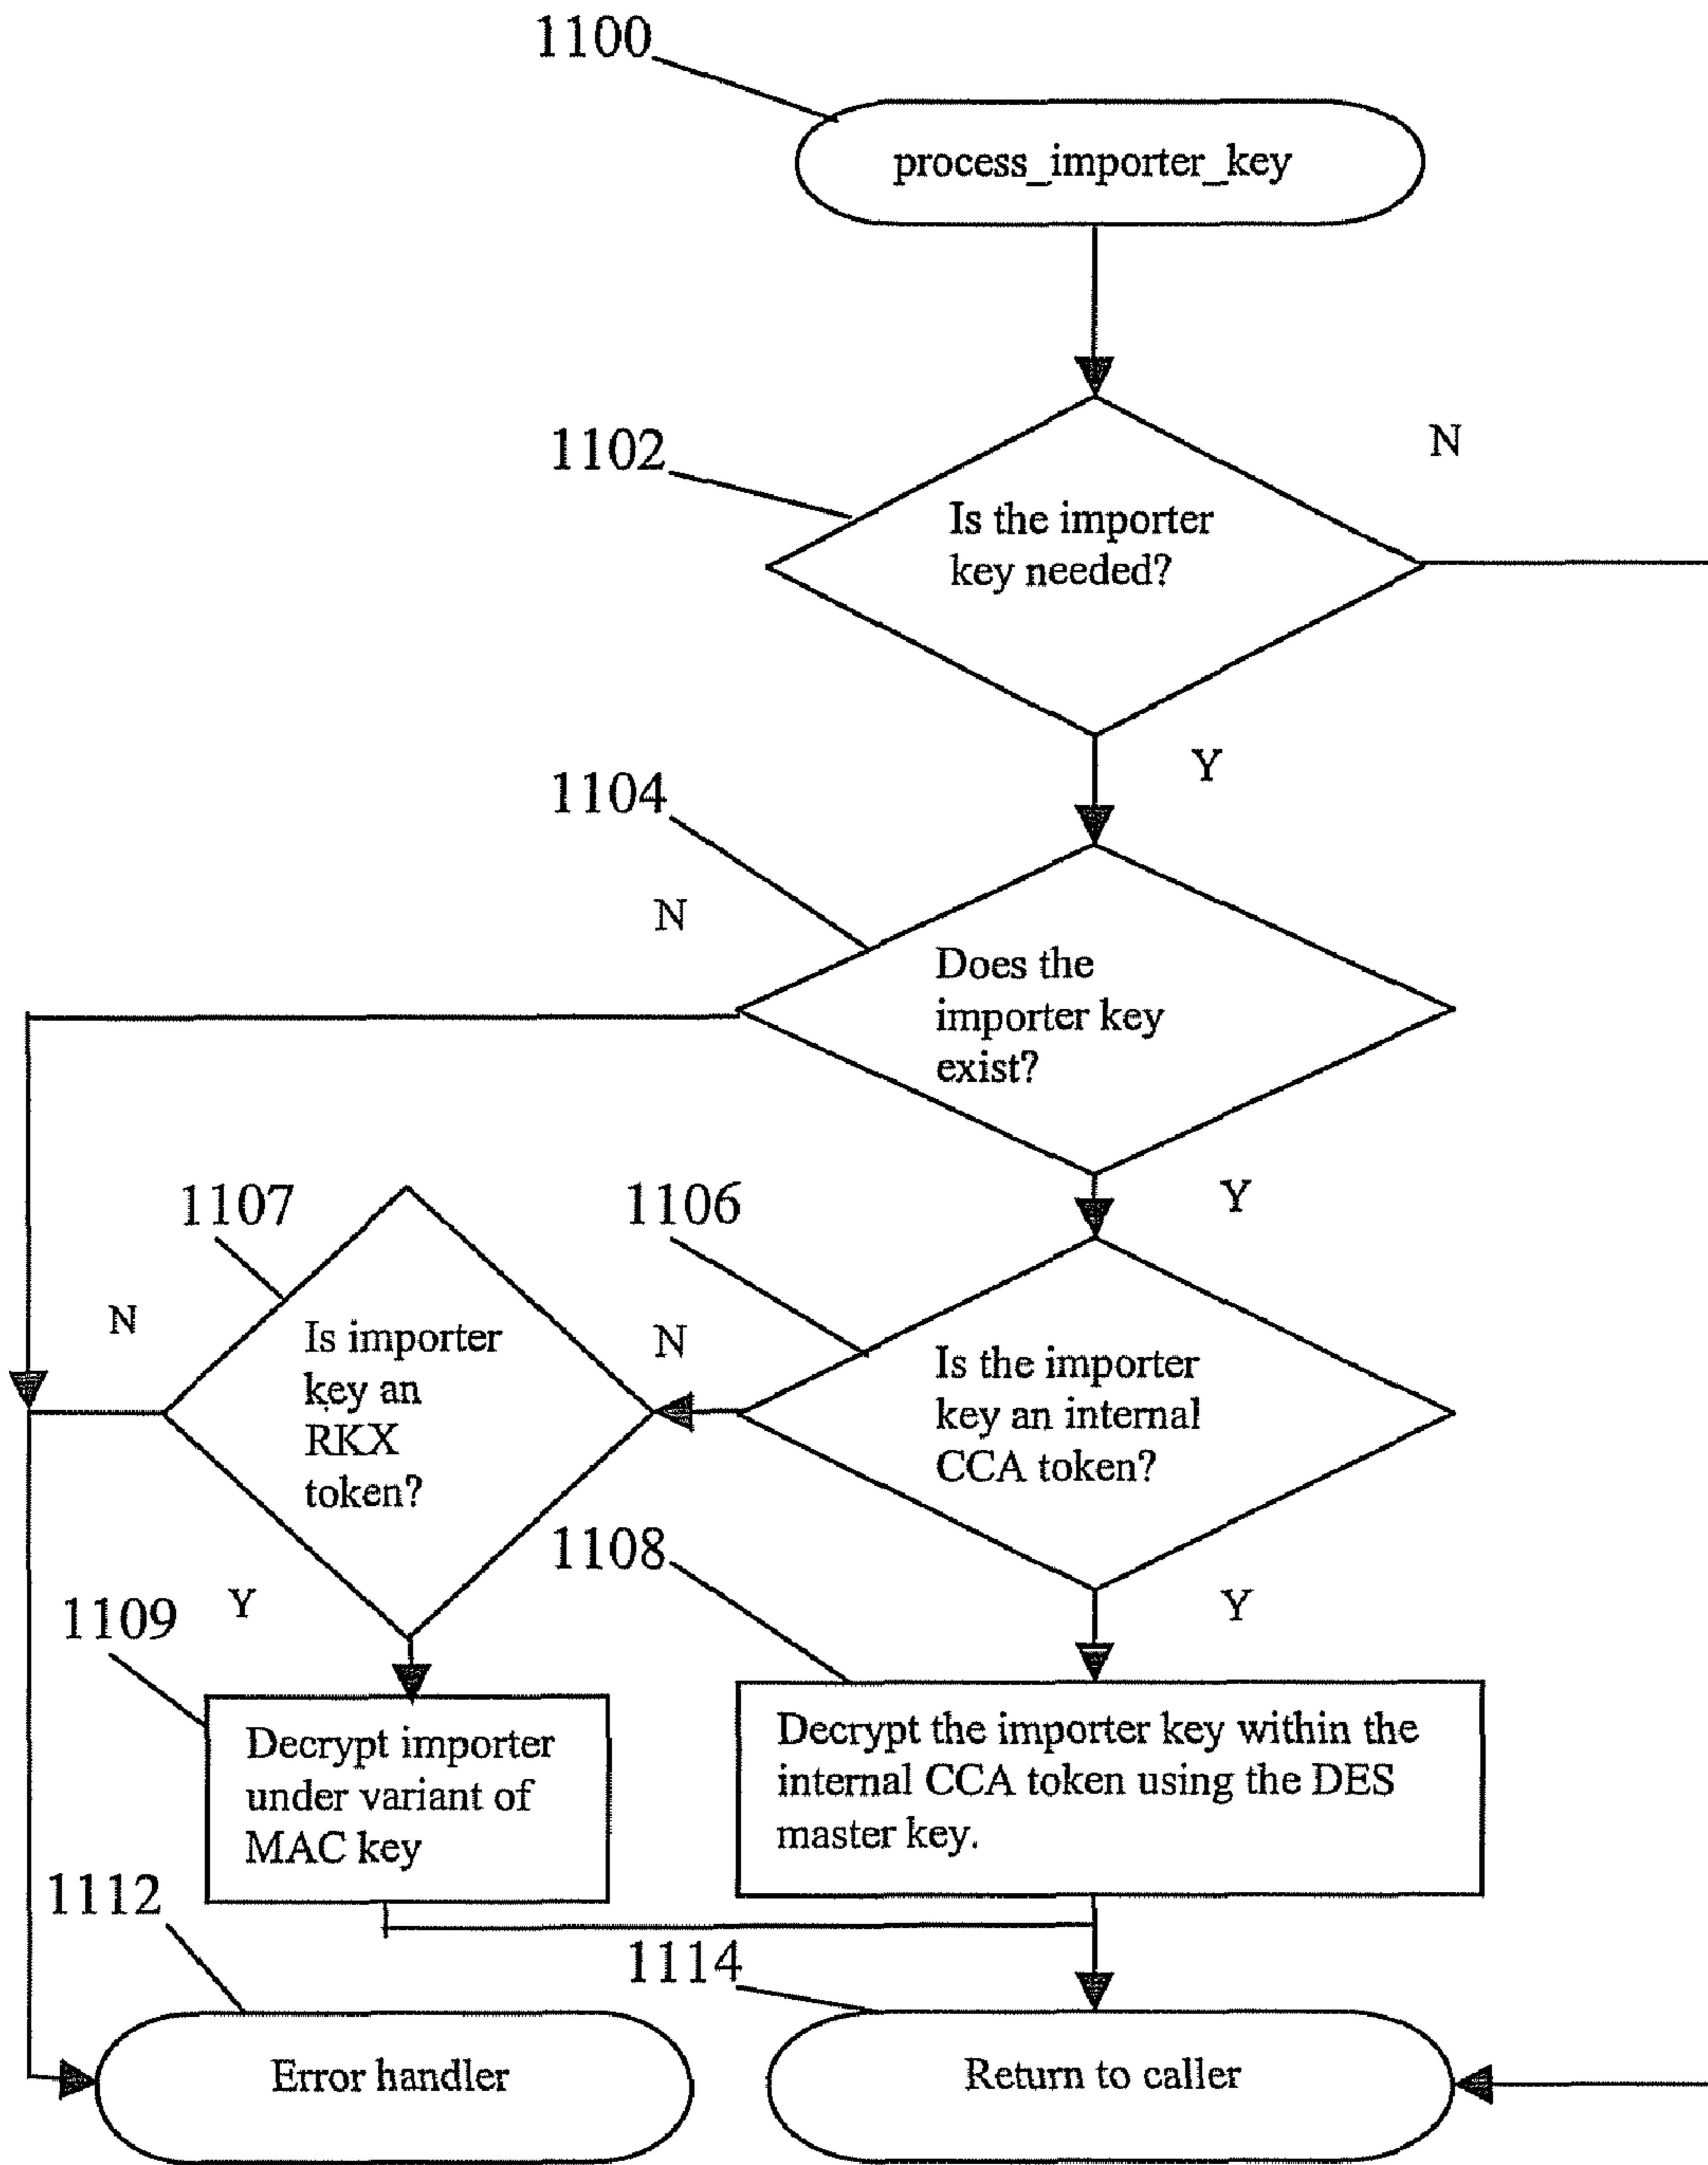 1100
process_importer_key
1102
N
Is the importer
key needed?
Y
1104
N
Does the
importer key
exist?
Y
1107
1106
N
Is importer
key an
RKX
token?
N
Is the importer
key an internal
CCA token?
1108
Y
Y
1109
Decrypt importer
under variant of
MAC key
Decrypt the importer key within the
internal CCA token using the DES
master key.
1112
1114
Error handler
Return to caller